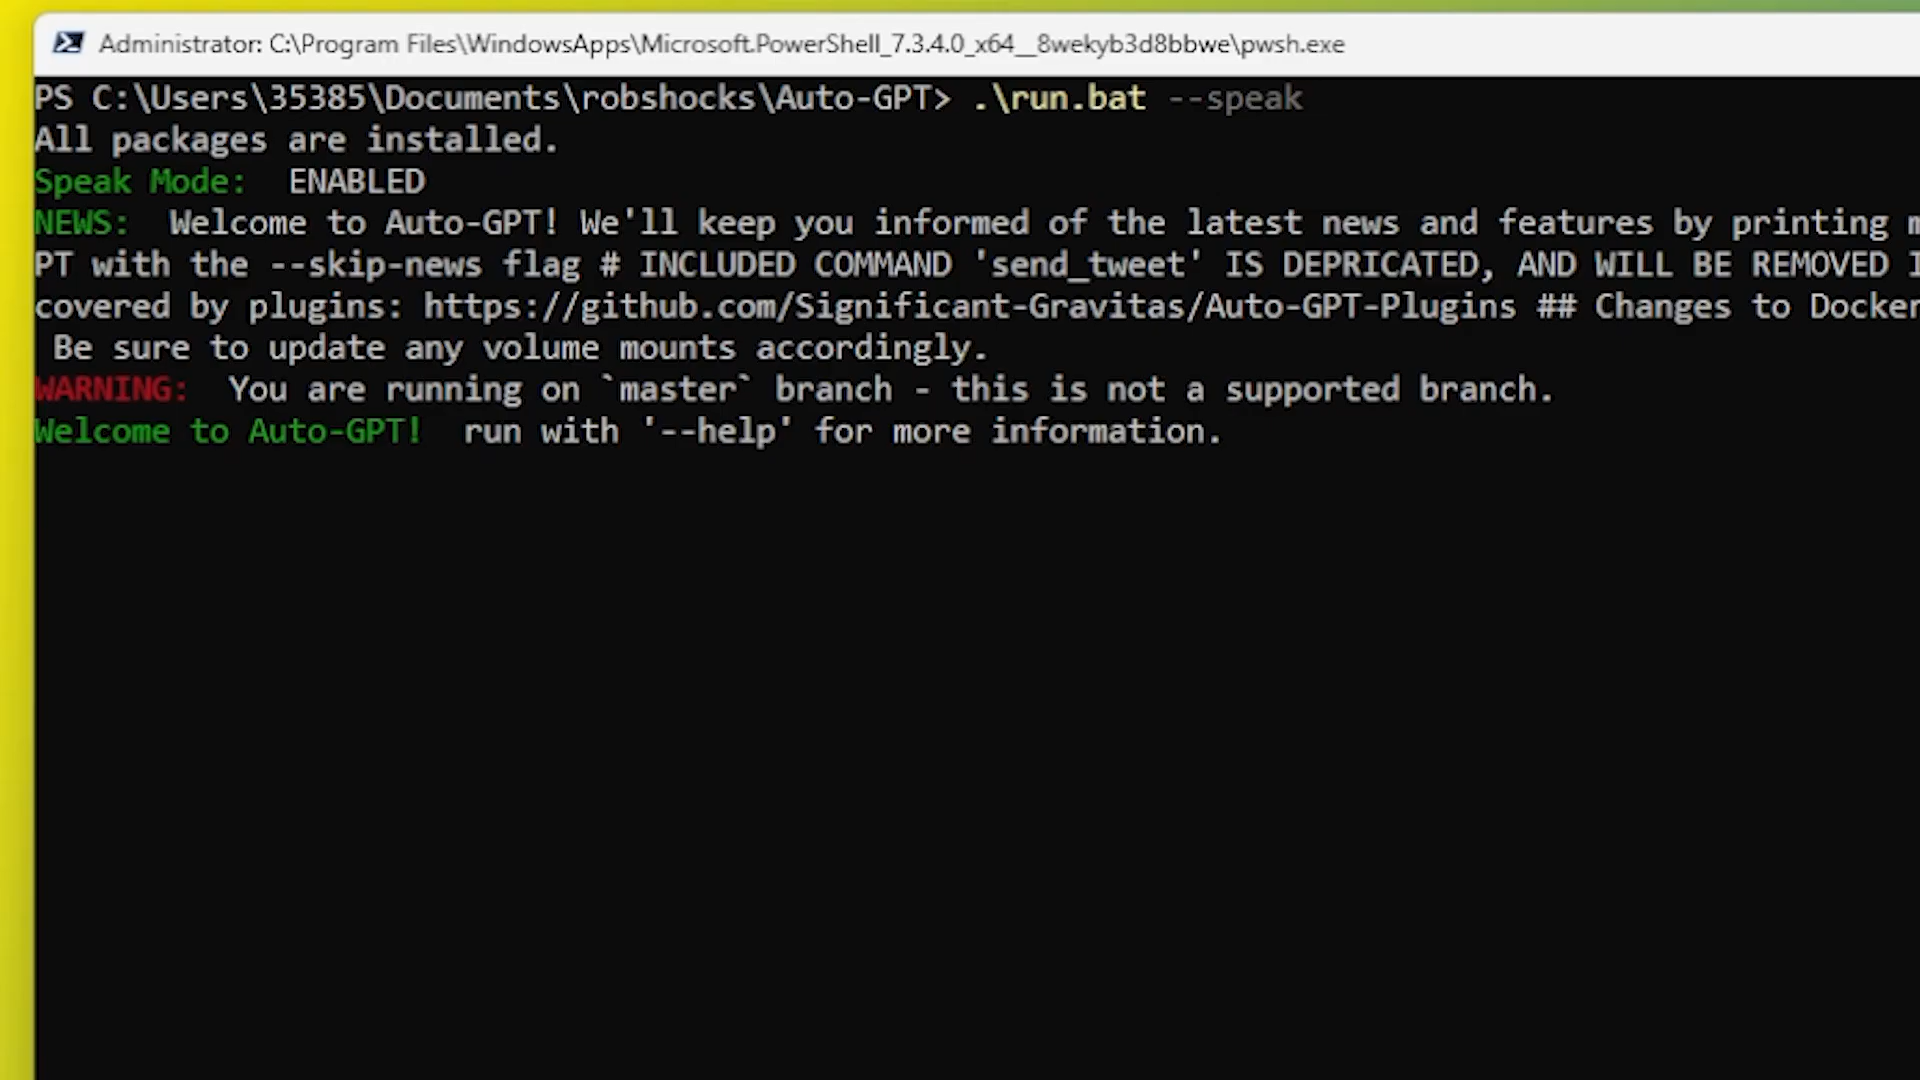 Administrator: C:\Program Files\WindowsApps\Microsoft.PowerShell_7.3.4.0_x64__8wekyb3d8bbwe\pwsh.exe
PS C:\Users\35385\Documents\robshocks\Auto-GPT> .\run.bat --speak
All packages are installed.
Speak Mode:  ENABLED
NEWS:  Welcome to Auto-GPT! We'll keep you informed of the latest news and features by printing
PT with the --skip-news flag # INCLUDED COMMAND 'send_tweet' IS DEPRICATED, AND WILL BE REMOVED
covered by plugins: https://github.com/Significant-Gravitas/Auto-GPT-Plugins ## Changes to Docker
Be sure to update any volume mounts accordingly.
WARNING:  You are running on `master` branch - this is not a supported branch.
Welcome to Auto-GPT!  run with '--help' for more information.